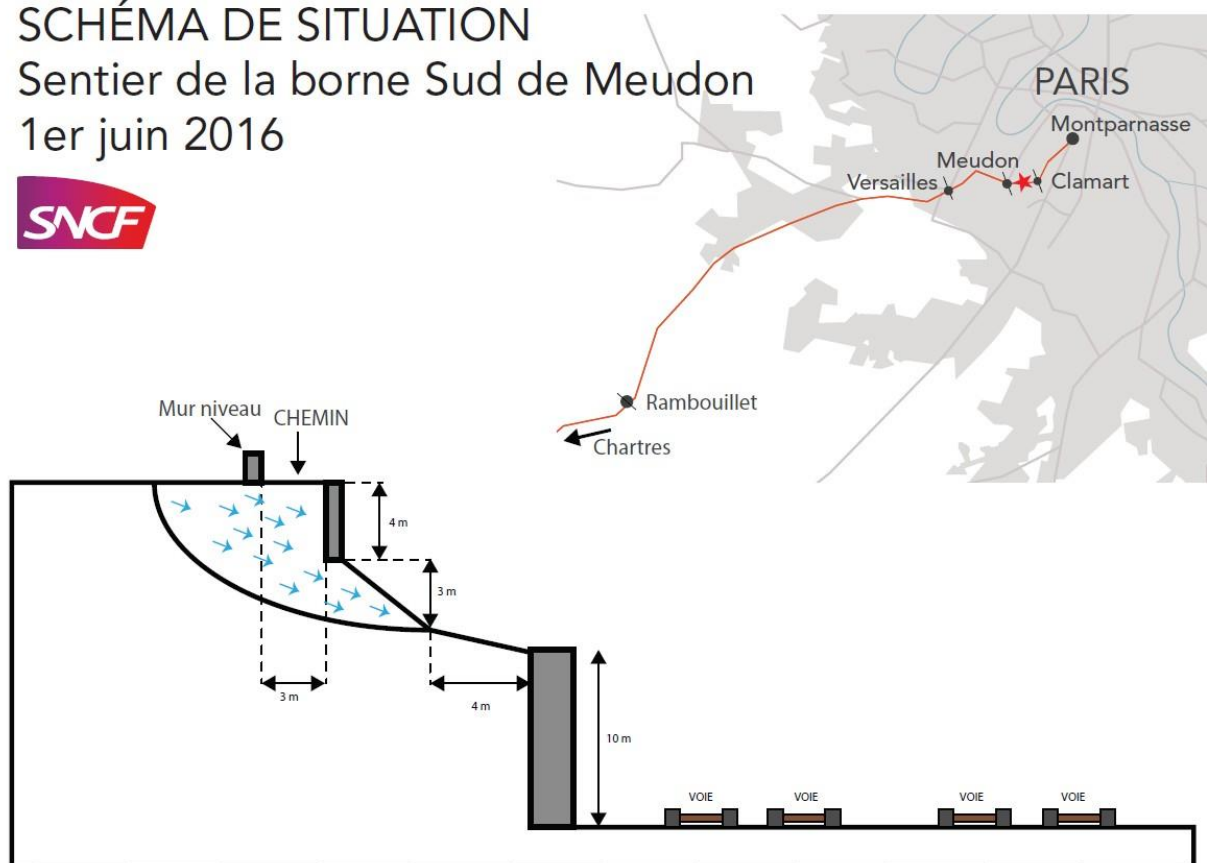 SCHÉMA DE SITUATION
Sentier de la borne Sud de Meudon
1er juin 2016
SNCF
PARIS
Montparnasse
Meudon
Versailles
Clamart
Rambouillet
Chartres
Mur niveau
CHEMIN
4 m
3 m
3 m
4 m
10 m
VOIE
VOIE
VOIE
VOIE